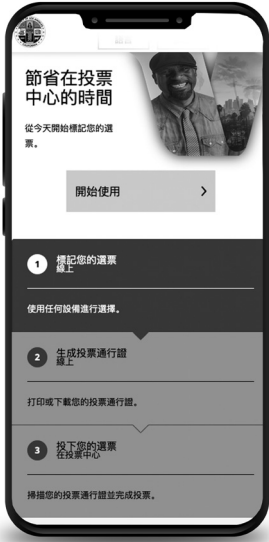 節省在投票
中心的時間
從今天開始標記您的選
票。
開始使用
1 標記您的選票
線上
使用任何設備進行選擇。
2 生成投票通行證
線上
打印或下載您的投票通行證。
3 投下您的選票
在投票中心
掃描您的投票通行證並完成投票。